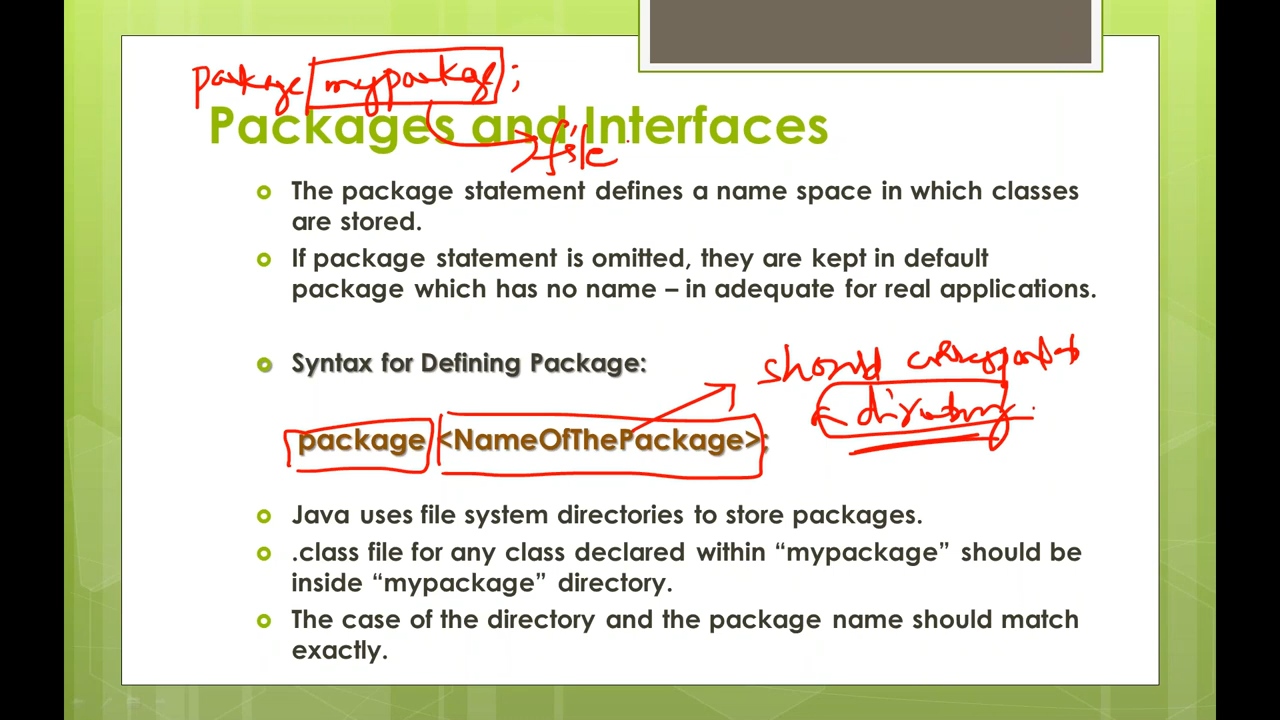 package mypackage;
Packages and Interfaces
file
The package statement defines a name space in which classes
are stored.
If package statement is omitted, they are kept in default
package which has no name – in adequate for real applications.
should
Syntax for Defining Package:
directory
package <NameOfThePackage>;
Java uses file system directories to store packages.
.class file for any class declared within “mypackage” should be
inside “mypackage” directory.
The case of the directory and the package name should match
exactly.